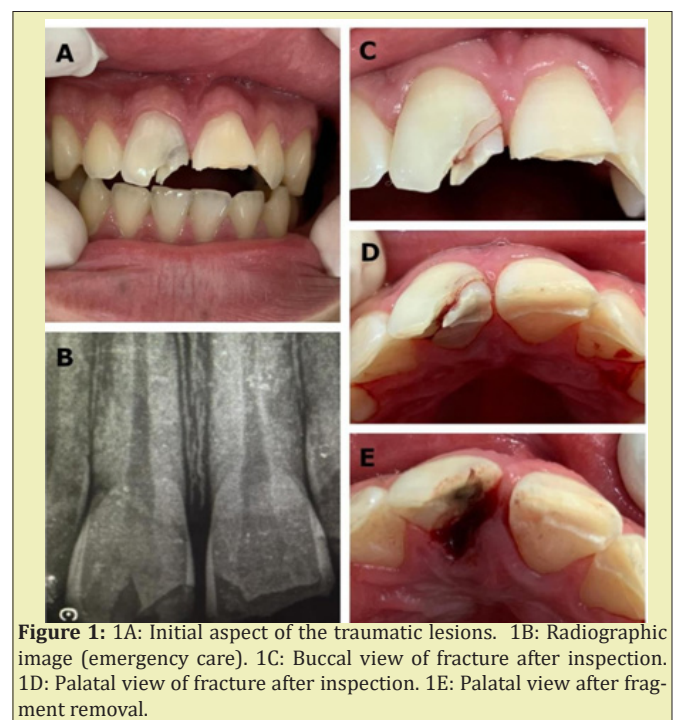 A
C
D
B
E
Figure 1: 1A: Initial aspect of the traumatic lesions. 1B: Radiographic
image (emergency care). 1C: Buccal view of fracture after inspection.
1D: Palatal view of fracture after inspection. 1E: Palatal view after frag-
ment removal.